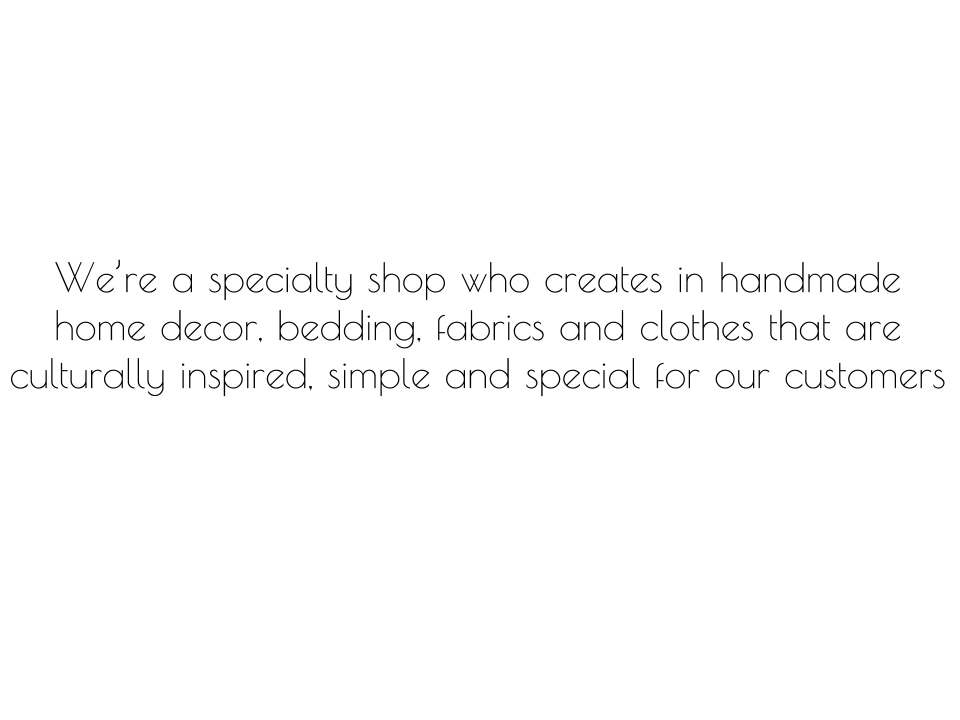 We're a specialty shop who creates in handmade
home decor, bedding, fabrics and clothes that are
culturally inspired, simple and special for our customers